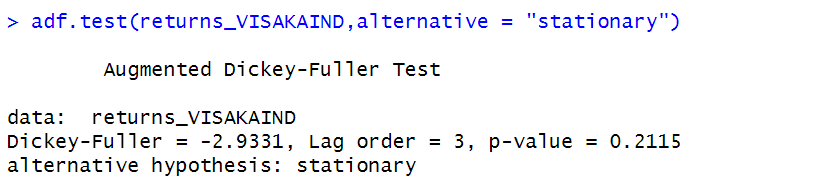 > adf.test(returns_VISAKAIND,alternative = "stationary")
Augmented Dickey-Fuller Test
data:  returns_VISAKAIND
Dickey-Fuller = -2.9331, Lag order = 3, p-value = 0.2115
alternative hypothesis: stationary